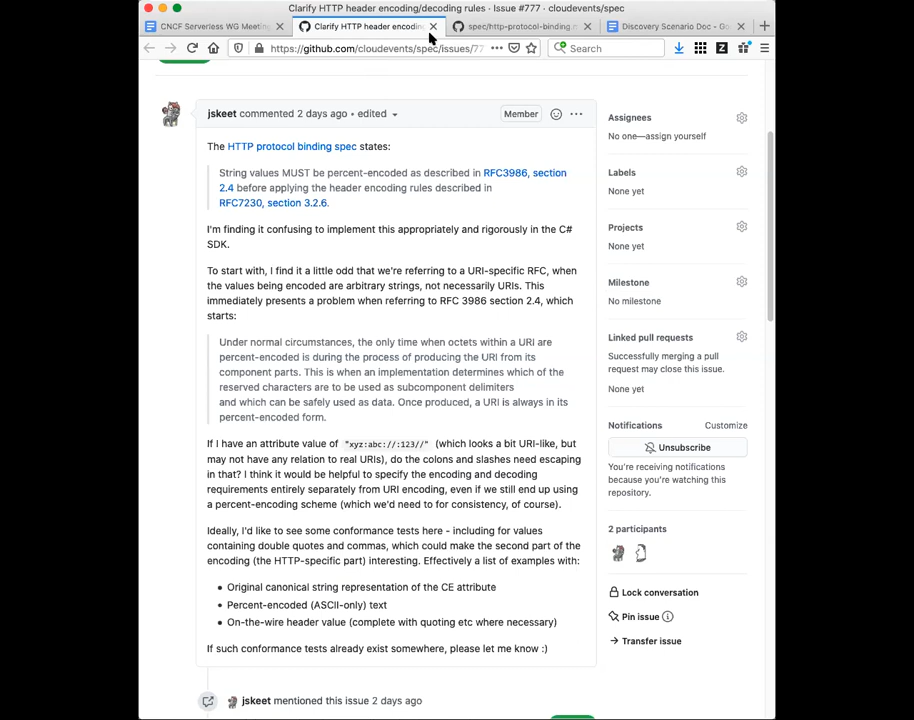 Clarify HTTP header encoding/decoding rules · Issue #777 · cloudevents/spec
CNCF Serverless WG Meeting
Clarify HTTP header encoding
spec/http-protocol-binding
Discovery Scenario Doc - Go
https://github.com/cloudevents/spec/issues/77
Search
jskeet commented 2 days ago • edited
Member
The HTTP protocol binding spec states:
String values MUST be percent-encoded as described in RFC3986, section
2.4 before applying the header encoding rules described in
RFC7230, section 3.2.6.
I'm finding it confusing to implement this appropriately and rigorously in the C#
SDK.
To start with, I find it a little odd that we're referring to a URI-specific RFC, when
the values being encoded are arbitrary strings, not necessarily URIs. This
immediately presents a problem when referring to RFC 3986 section 2.4, which
starts:
Under normal circumstances, the only time when octets within a URI are
percent-encoded is during the process of producing the URI from its
component parts. This is when an implementation determines which of the
reserved characters are to be used as subcomponent delimiters
and which can be safely used as data. Once produced, a URI is always in its
percent-encoded form.
If I have an attribute value of "xyz:abc://:123//" (which looks a bit URI-like, but
may not have any relation to real URIs), do the colons and slashes need escaping
in that? I think it would be helpful to specify the encoding and decoding
requirements entirely separately from URI encoding, even if we still end up using
a percent-encoding scheme (which we'd need to for consistency, of course).
Ideally, I'd like to see some conformance tests here - including for values
containing double quotes and commas, which could make the second part of the
encoding (the HTTP-specific part) interesting. Effectively a list of examples with:
• Original canonical string representation of the CE attribute
• Percent-encoded (ASCII-only) text
• On-the-wire header value (complete with quoting etc where necessary)
If such conformance tests already exist somewhere, please let me know :)
jskeet mentioned this issue 2 days ago
Assignees
No one—assign yourself
Labels
None yet
Projects
None yet
Milestone
No milestone
Linked pull requests
Successfully merging a pull
request may close this issue.
None yet
Notifications
Customize
Unsubscribe
You're receiving notifications
because you're watching this
repository.
2 participants
Lock conversation
Pin issue
Transfer issue